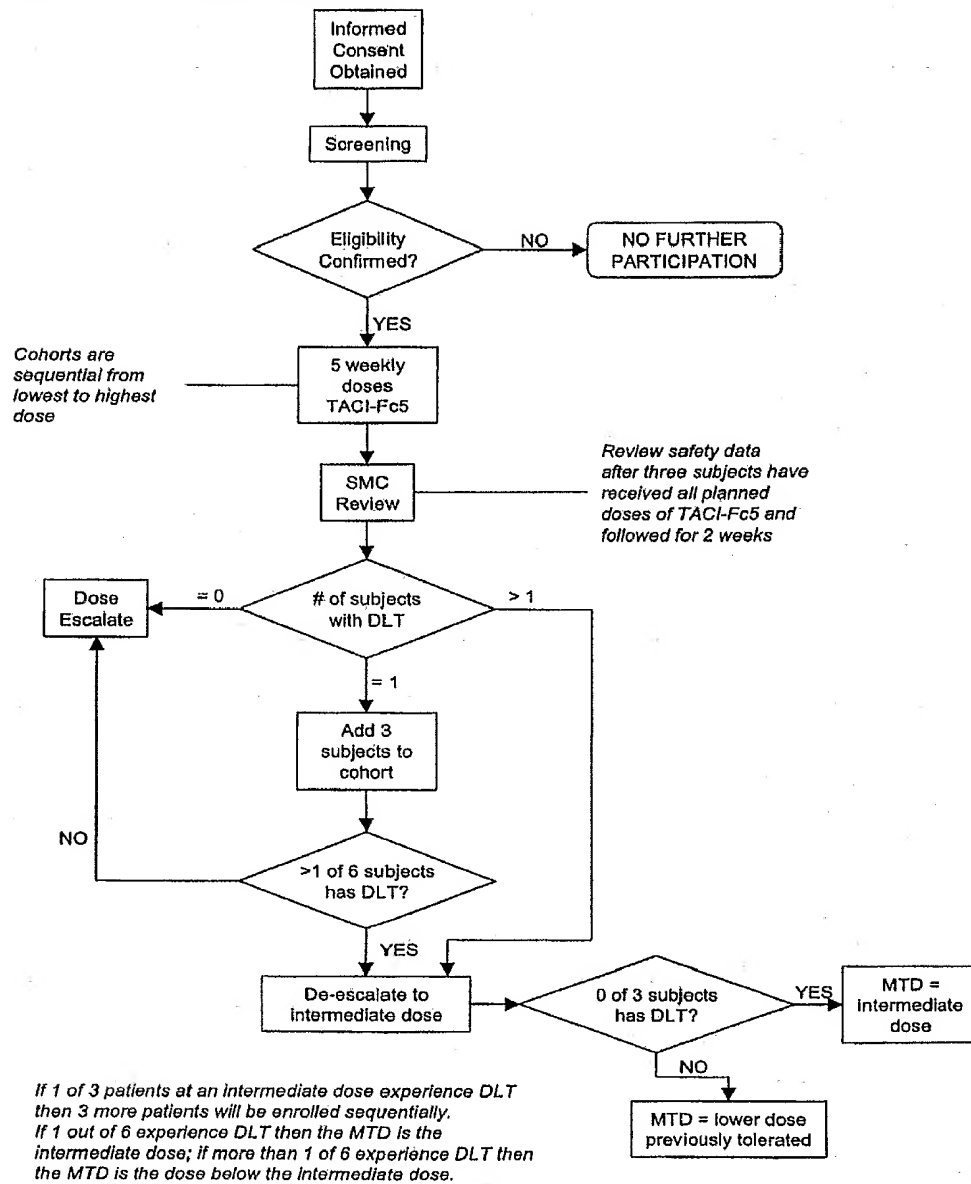 Informed
Consent
Obtained
Screening
Eligibility
Confirmed?
NO
NO FURTHER
PARTICIPATION
YES
Cohorts are
sequential from
lowest to highest
dose
5 weekly
doses
TACI-Fc5
SMC
Review
Review safety data
after three subjects have
received all planned
doses of TACI-Fc5 and
followed for 2 weeks
Dose
Escalate
= 0
# of subjects
with DLT
> 1
= 1
Add 3
subjects to
cohort
NO
>1 of 6 subjects
has DLT?
YES
De-escalate to
intermediate dose
0 of 3 subjects
has DLT?
YES
MTD =
intermediate
dose
NO
MTD = lower dose
previously tolerated
If 1 of 3 patients at an intermediate dose experience DLT
then 3 more patients will be enrolled sequentially.
If 1 out of 6 experience DLT then the MTD is the
intermediate dose; if more than 1 of 6 experience DLT then
the MTD is the dose below the intermediate dose.